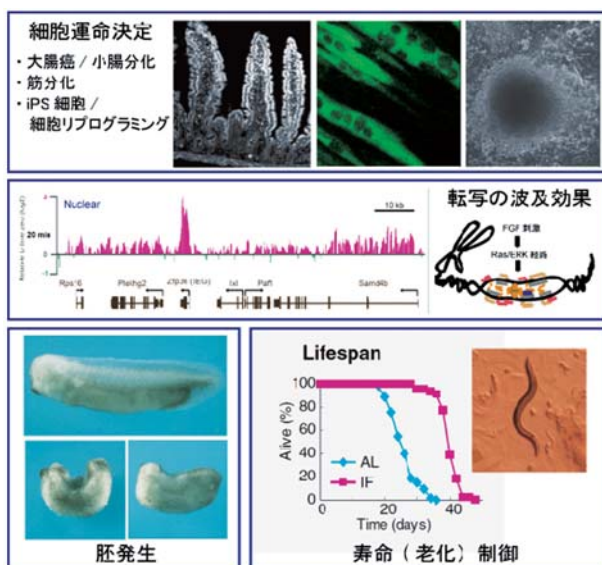 細胞運命決定
・大腸癌 / 小腸分化
・筋分化
・iPS 細胞 /
細胞リプログラミング
Nuclear
10 kb
20 min
転写の波及効果
FGF 刺激
Ras/ERK 経路
Rps16
Plekhg2
Ixl
Paf1
Samd4b
Lifespan
100
80
60
40
20
0
Alive (%)
AL
IF
0
20
40
Time (days)
胚発生
寿命（老化）制御